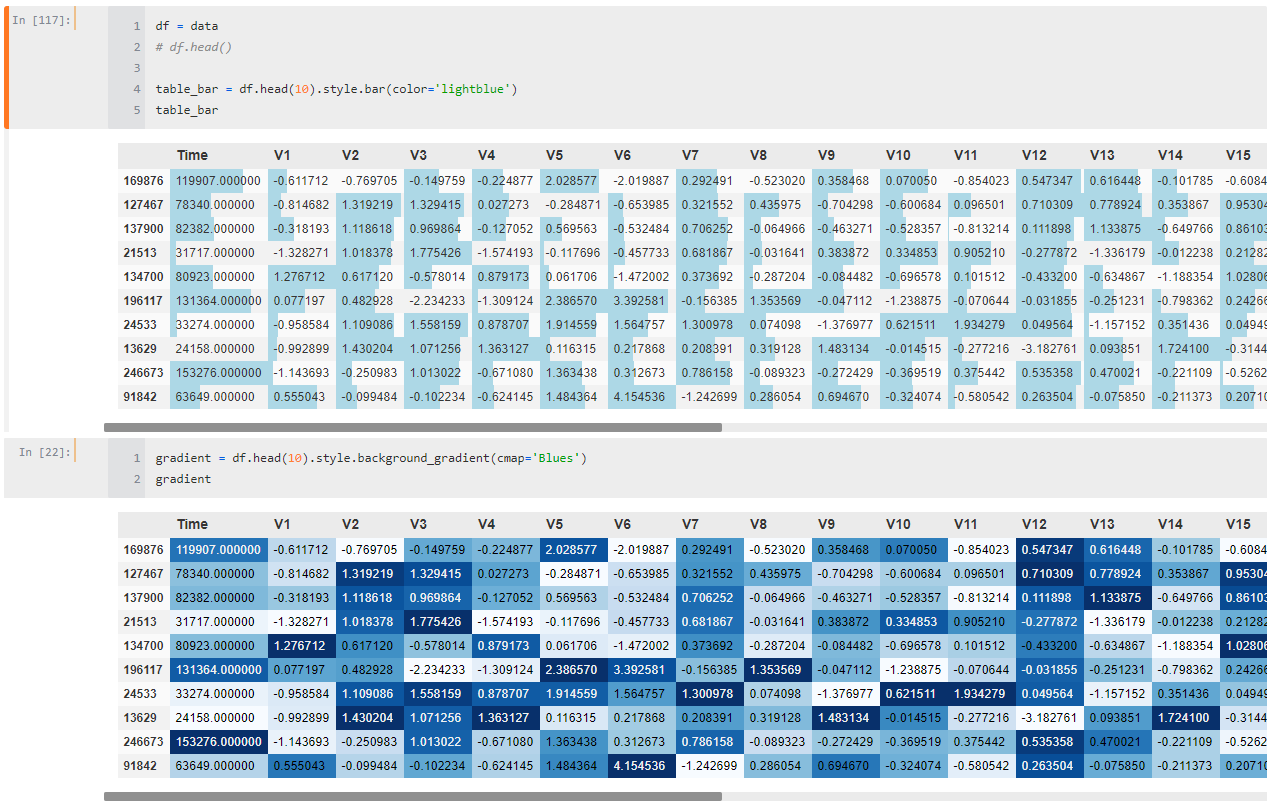 In [117]:
1 df = data
2 # df.head()
3
4 table_bar = df.head(10).style.bar(color='lightblue')
5 table_bar
Time V1 V2 V3 V4 V5 V6 V7 V8 V9 V10 V11 V12 V13 V14 V15
169876 119907.000000 -0.611712 -0.769705 -0.149759 -0.224877 2.028577 -2.019887 0.292491 -0.523020 0.358468 0.070050 -0.854023 0.547347 0.616448 -0.101785 -0.6084
127467 78340.000000 -0.814682 1.319219 1.329415 0.027273 -0.284871 -0.653985 0.321552 0.435975 -0.704298 -0.600684 0.096501 0.710309 0.778924 0.353867 0.95304
137900 82382.000000 -0.318193 1.118618 0.969864 -0.127052 0.569563 -0.532484 0.706252 -0.064966 -0.463271 -0.528357 -0.813214 0.111898 1.133875 -0.649766 0.86103
21513 31717.000000 -1.328271 1.018378 1.775426 -1.574193 -0.117696 -0.457733 0.681867 -0.031641 0.383872 0.334853 0.905210 -0.277872 -1.336179 -0.012238 0.21282
134700 80923.000000 1.276712 0.617120 -0.578014 0.879173 0.061706 -1.472002 0.373692 -0.287204 -0.084482 -0.696578 0.101512 -0.433200 -0.634867 -1.188354 1.02806
196117 131364.000000 0.077197 0.482928 -2.234233 -1.309124 2.386570 3.392581 -0.156385 1.353569 -0.047112 -1.238875 -0.070644 -0.031855 -0.251231 -0.798362 0.24266
24533 33274.000000 -0.958584 1.109086 1.558159 0.878707 1.914559 1.564757 1.300978 0.074098 -1.376977 0.621511 1.934279 0.049564 -1.157152 0.351436 0.04949
13629 24158.000000 -0.992899 1.430204 1.071256 1.363127 0.116315 0.217868 0.208391 0.319128 1.483134 -0.014515 -0.277216 -3.182761 0.093851 1.724100 -0.3144
246673 153276.000000 -1.143693 -0.250983 1.013022 -0.671080 1.363438 0.312673 0.786158 -0.089323 -0.272429 -0.369519 0.375442 0.535358 0.470021 -0.221109 -0.5262
91842 63649.000000 0.555043 -0.099484 -0.102234 -0.624145 1.484364 4.154536 -1.242699 0.286054 0.694670 -0.324074 -0.580542 0.263504 -0.075850 -0.211373 0.20710
In [22]:
1 gradient = df.head(10).style.background_gradient(cmap='Blues')
2 gradient
Time V1 V2 V3 V4 V5 V6 V7 V8 V9 V10 V11 V12 V13 V14 V15
169876 119907.000000 -0.611712 -0.769705 -0.149759 -0.224877 2.028577 -2.019887 0.292491 -0.523020 0.358468 0.070050 -0.854023 0.547347 0.616448 -0.101785 -0.6084
127467 78340.000000 -0.814682 1.319219 1.329415 0.027273 -0.284871 -0.653985 0.321552 0.435975 -0.704298 -0.600684 0.096501 0.710309 0.778924 0.353867 0.95304
137900 82382.000000 -0.318193 1.118618 0.969864 -0.127052 0.569563 -0.532484 0.706252 -0.064966 -0.463271 -0.528357 -0.813214 0.111898 1.133875 -0.649766 0.86103
21513 31717.000000 -1.328271 1.018378 1.775426 -1.574193 -0.117696 -0.457733 0.681867 -0.031641 0.383872 0.334853 0.905210 -0.277872 -1.336179 -0.012238 0.21282
134700 80923.000000 1.276712 0.617120 -0.578014 0.879173 0.061706 -1.472002 0.373692 -0.287204 -0.084482 -0.696578 0.101512 -0.433200 -0.634867 -1.188354 1.02806
196117 131364.000000 0.077197 0.482928 -2.234233 -1.309124 2.386570 3.392581 -0.156385 1.353569 -0.047112 -1.238875 -0.070644 -0.031855 -0.251231 -0.798362 0.24266
24533 33274.000000 -0.958584 1.109086 1.558159 0.878707 1.914559 1.564757 1.300978 0.074098 -1.376977 0.621511 1.934279 0.049564 -1.157152 0.351436 0.04949
13629 24158.000000 -0.992899 1.430204 1.071256 1.363127 0.116315 0.217868 0.208391 0.319128 1.483134 -0.014515 -0.277216 -3.182761 0.093851 1.724100 -0.3144
246673 153276.000000 -1.143693 -0.250983 1.013022 -0.671080 1.363438 0.312673 0.786158 -0.089323 -0.272429 -0.369519 0.375442 0.535358 0.470021 -0.221109 -0.5262
91842 63649.000000 0.555043 -0.099484 -0.102234 -0.624145 1.484364 4.154536 -1.242699 0.286054 0.694670 -0.324074 -0.580542 0.263504 -0.075850 -0.211373 0.20710